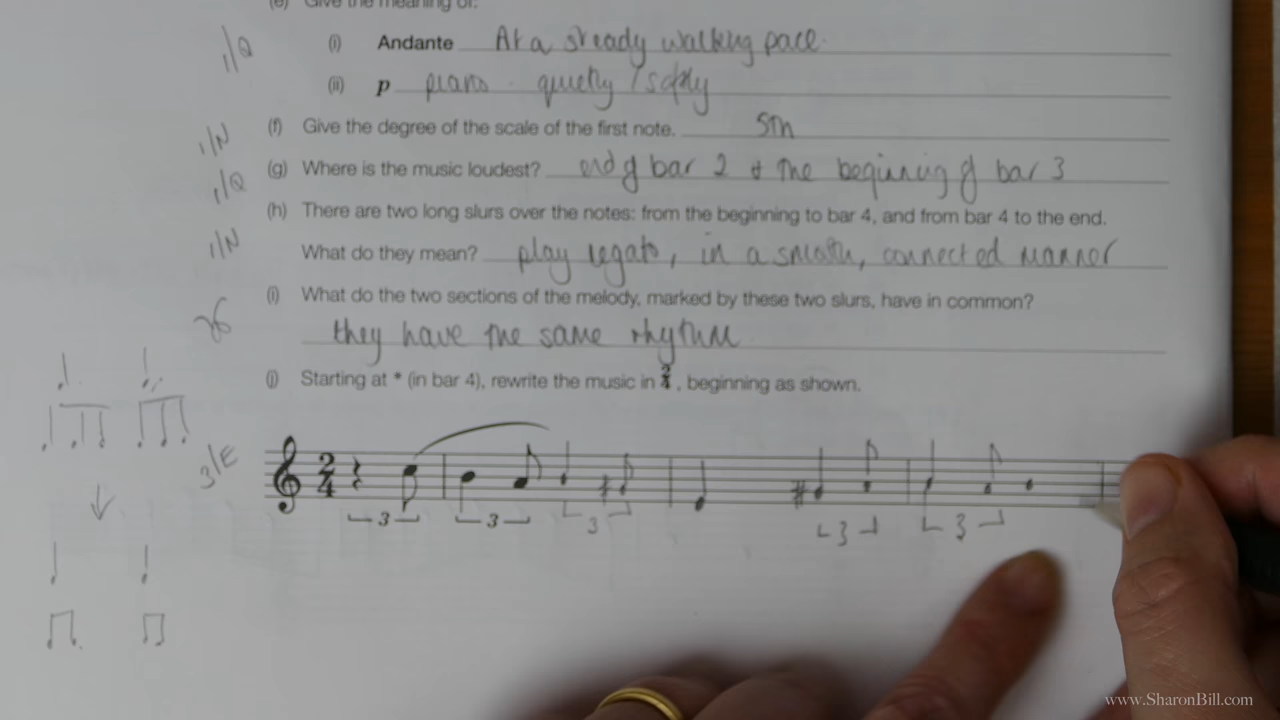 (e) Give the meaning of:
1/Q (i) Andante At a steady walking pace.
(ii) p piano. quietly / softly
1/N (f) Give the degree of the scale of the first note. 5th
1/Q (g) Where is the music loudest? end of bar 2 & the beginning of bar 3
(h) There are two long slurs over the notes: from the beginning to bar 4, and from bar 4 to the end.
1/N What do they mean? play legato, in a smooth, connected manner
(i) What do the two sections of the melody, marked by these two slurs, have in common?
they have the same rhythm
(j) Starting at * (in bar 4), rewrite the music in 2/4, beginning as shown.
3/E 2 4
3 3 3 3 3
www.SharonBill.com